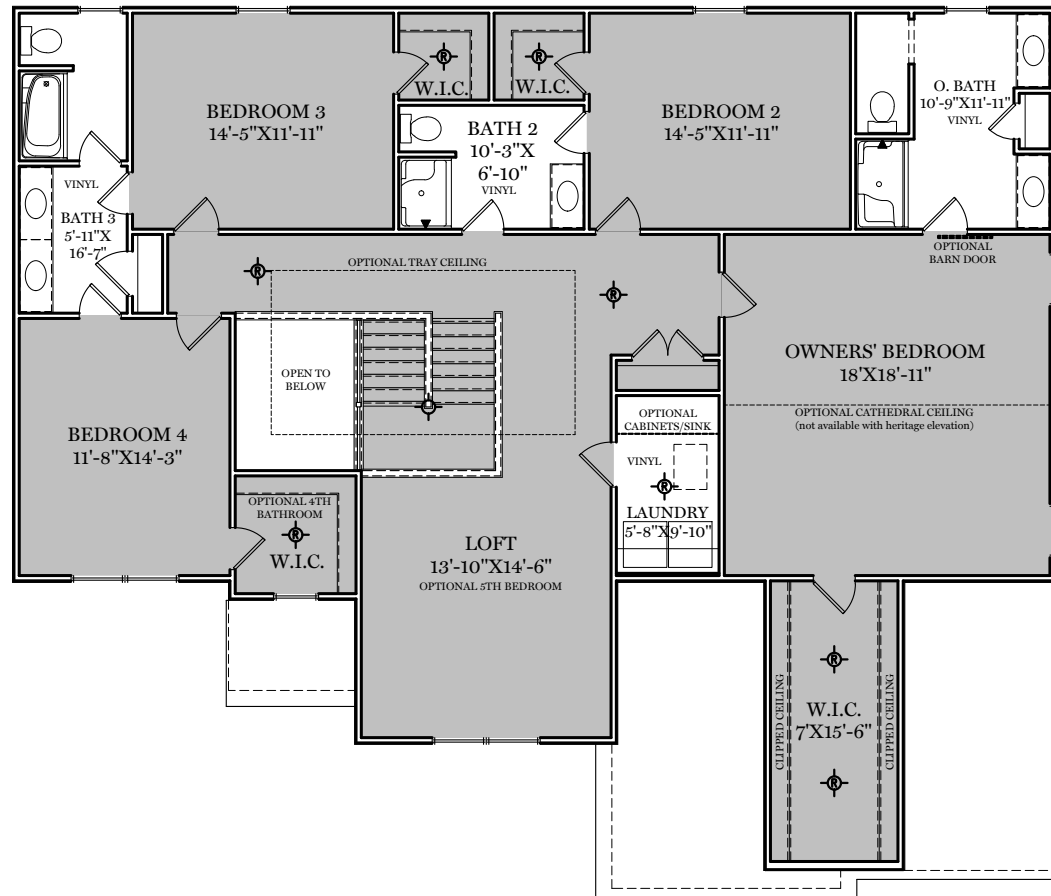 W.I.C.
W.I.C.
BEDROOM 3
14'-5"X11'-11"
BATH 2
10'-3"X
6'-10"
VINYL
BEDROOM 2
14'-5"X11'-11"
O. BATH
10'-9"X11'-11"
VINYL
VINYL
BATH 3
5'-11"X
16'-7"
OPTIONAL
BARN DOOR
OPTIONAL TRAY CEILING
R
R
R
R
OPEN TO
BELOW
R
OWNERS' BEDROOM
18'X18'-11"
OPTIONAL CATHEDRAL CEILING
(not available with heritage elevation)
BEDROOM 4
11'-8"X14'-3"
OPTIONAL
CABINETS/SINK
VINYL
R
LAUNDRY
5'-8"X9'-10"
OPTIONAL 4TH
BATHROOM
R
W.I.C.
LOFT
13'-10"X14'-6"
OPTIONAL 5TH BEDROOM
R
W.I.C.
7'X15'-6"
R
CLIPPED CEILING
CLIPPED CEILING